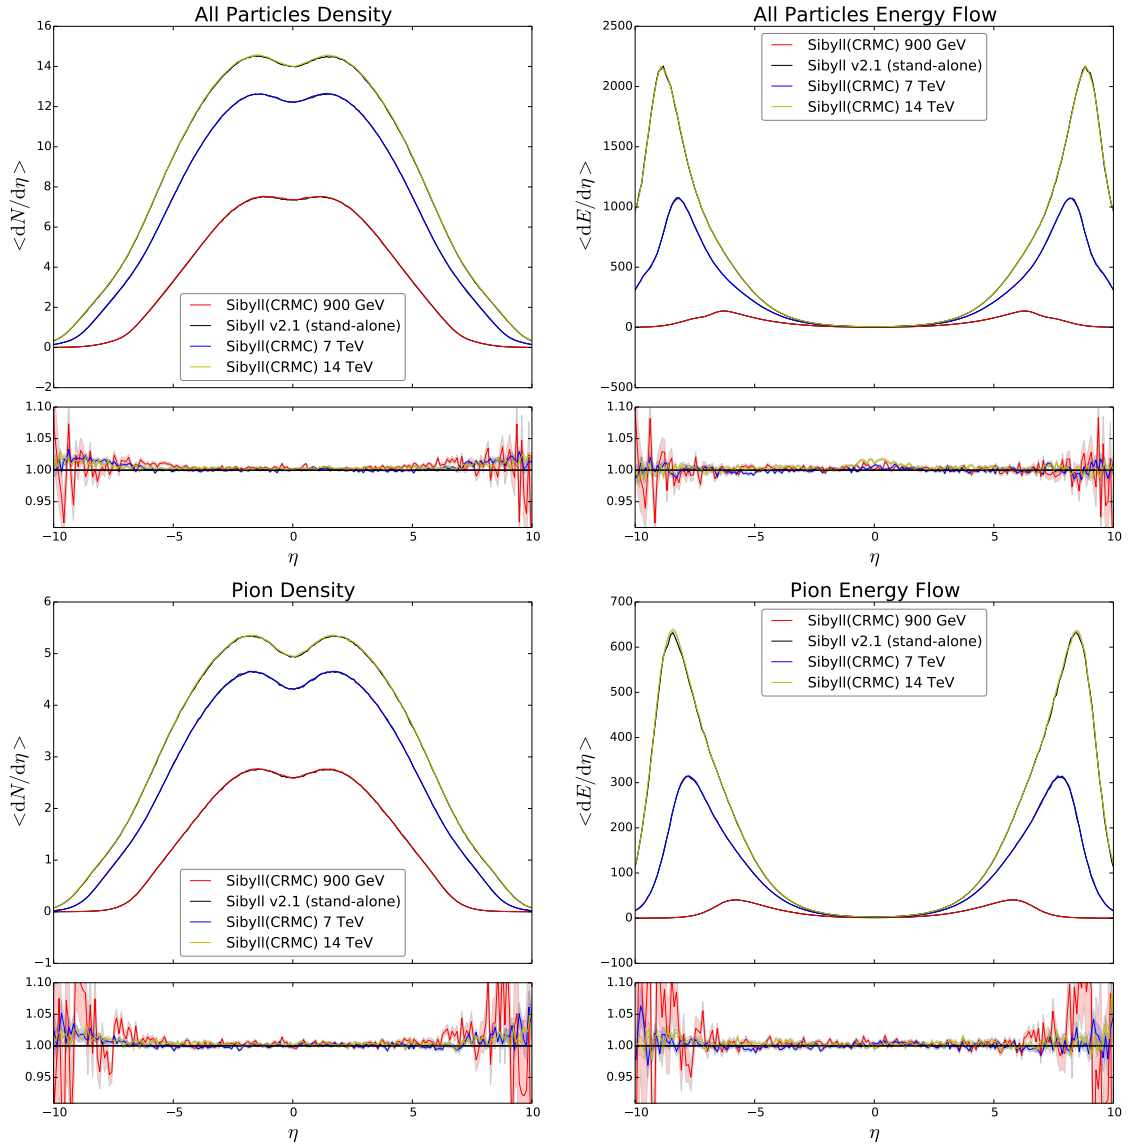 All Particles Density
16
14
12
10
8
6
4
2
0
−2
<dN/dη>
Sibyll(CRMC) 900 GeV
Sibyll v2.1 (stand-alone)
Sibyll(CRMC) 7 TeV
Sibyll(CRMC) 14 TeV
1.10
1.05
1.00
0.95
−10 −5 0 5 10
η
All Particles Energy Flow
2500
2000
1500
1000
500
0
−500
<dE/dη>
Sibyll(CRMC) 900 GeV
Sibyll v2.1 (stand-alone)
Sibyll(CRMC) 7 TeV
Sibyll(CRMC) 14 TeV
1.10
1.05
1.00
0.95
−10 −5 0 5 10
η
Pion Density
6
5
4
3
2
1
0
−1
<dN/dη>
Sibyll(CRMC) 900 GeV
Sibyll v2.1 (stand-alone)
Sibyll(CRMC) 7 TeV
Sibyll(CRMC) 14 TeV
1.10
1.05
1.00
0.95
−10 −5 0 5 10
η
Pion Energy Flow
700
600
500
400
300
200
100
0
−100
<dE/dη>
Sibyll(CRMC) 900 GeV
Sibyll v2.1 (stand-alone)
Sibyll(CRMC) 7 TeV
Sibyll(CRMC) 14 TeV
1.10
1.05
1.00
0.95
−10 −5 0 5 10
η